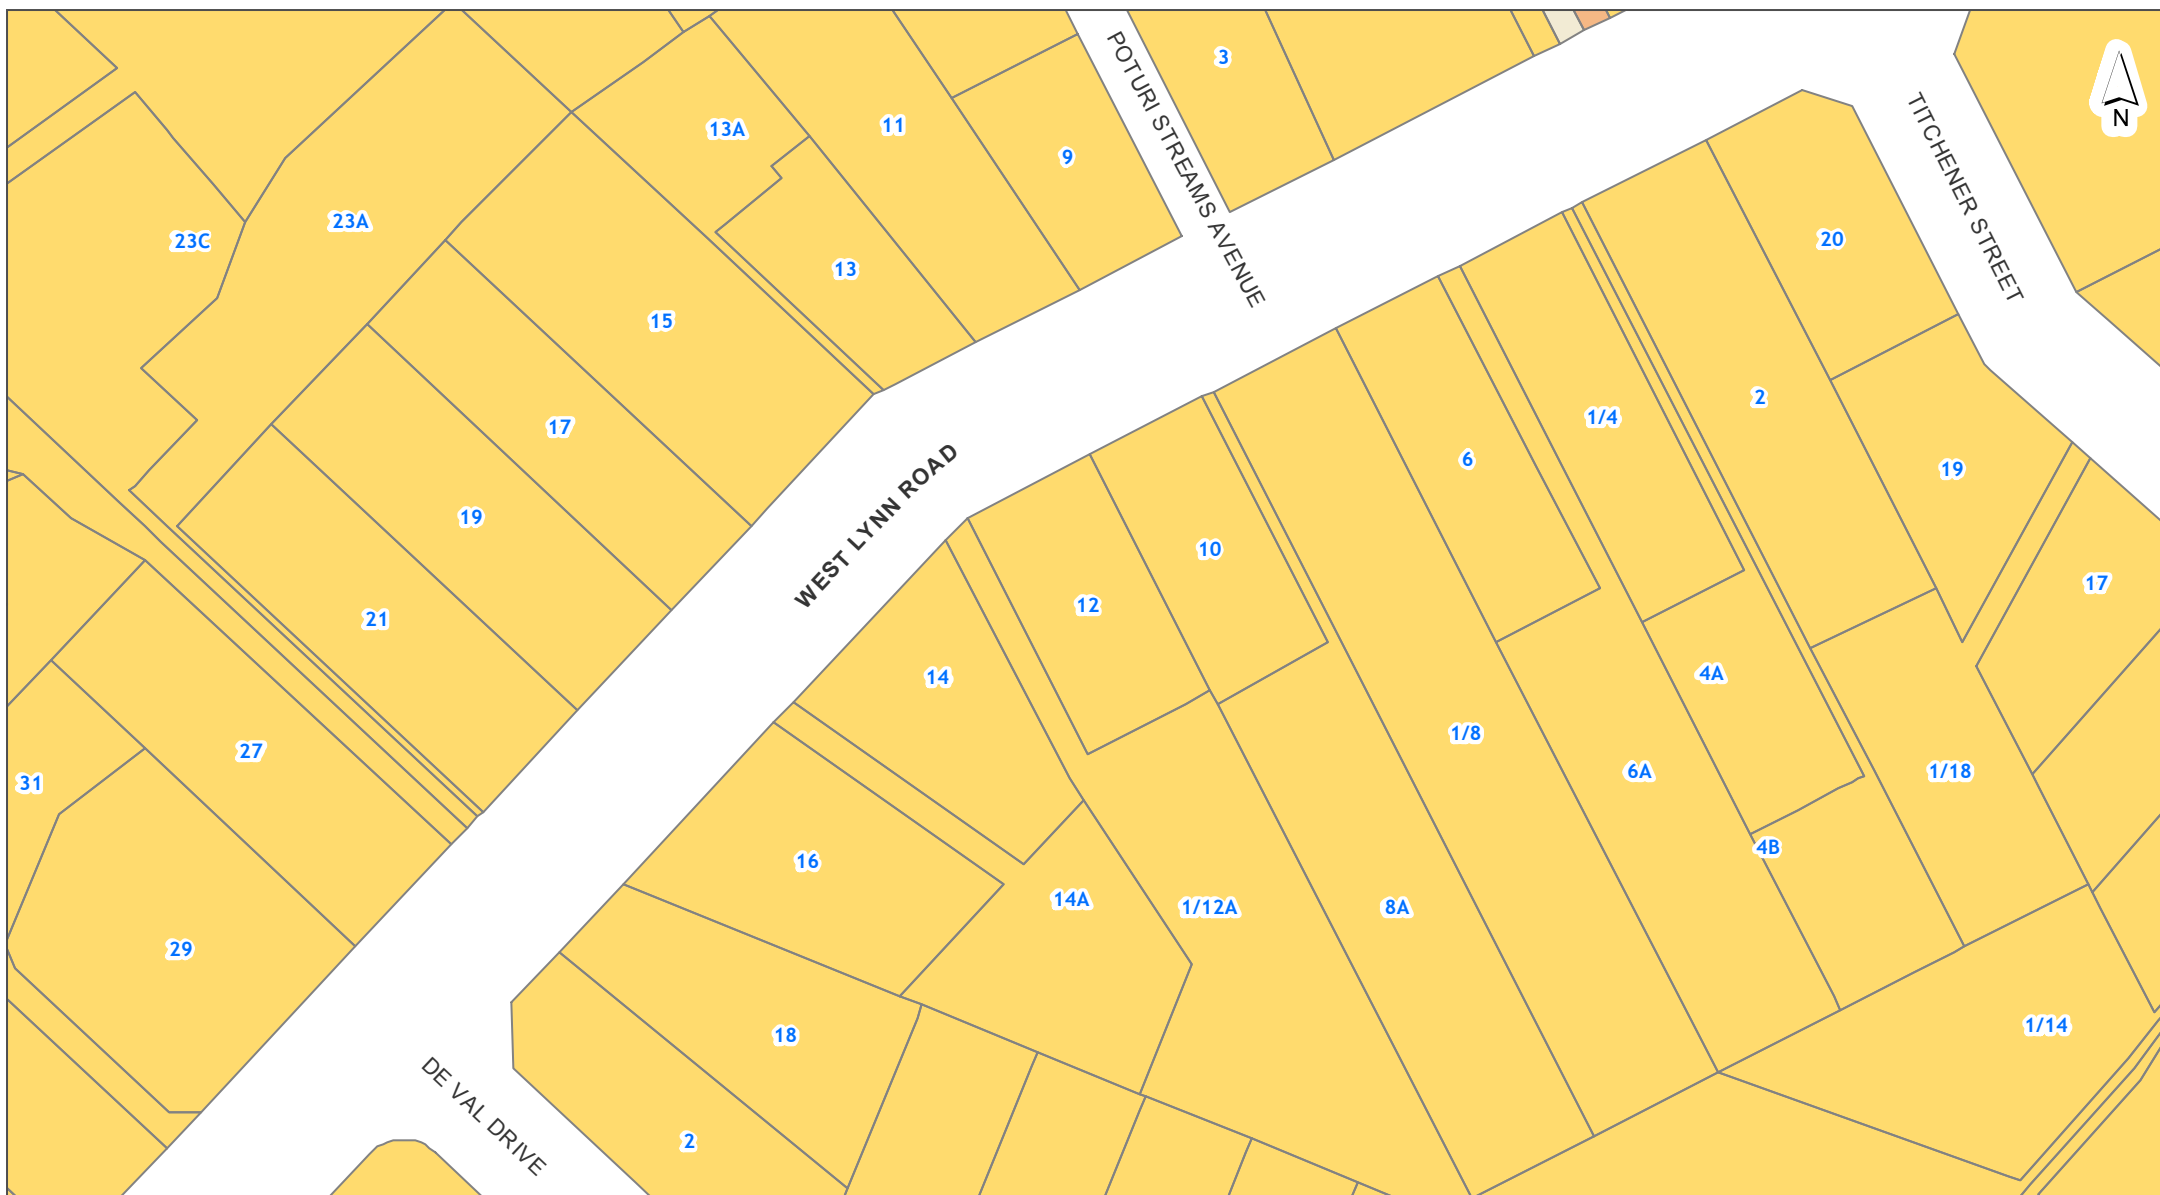 3
POTURI STREAMS AVENUE
TITCHENER STREET
N
13A
11
9
23C
23A
13
20
15
2
1/4
17
6
19
WEST LYNN ROAD
19
10
17
21
12
14
4A
27
1/8
6A
1/18
31
16
4B
14A
1/12A
8A
29
18
1/14
DE VAL DRIVE
2